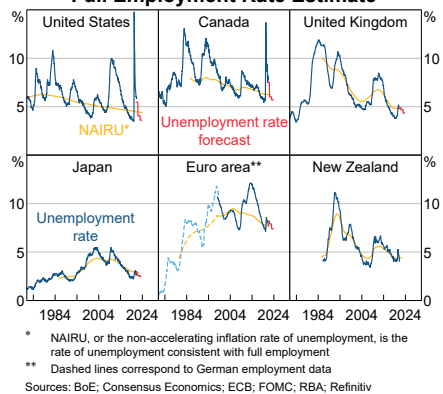 Full Employment Rate Estimate
% United States Canada United Kingdom %
10 10
5 5
NAIRU* Unemployment rate
forecast
% Japan Euro area** New Zealand %
10 10
Unemployment
rate
5 5
0 0
1984 2004 2024 1984 2004 2024 1984 2004 2024
* NAIRU, or the non-accelerating inflation rate of unemployment, is the
rate of unemployment consistent with full employment
** Dashed lines correspond to German employment data
Sources: BoE; Consensus Economics; ECB; FOMC; RBA; Refinitiv